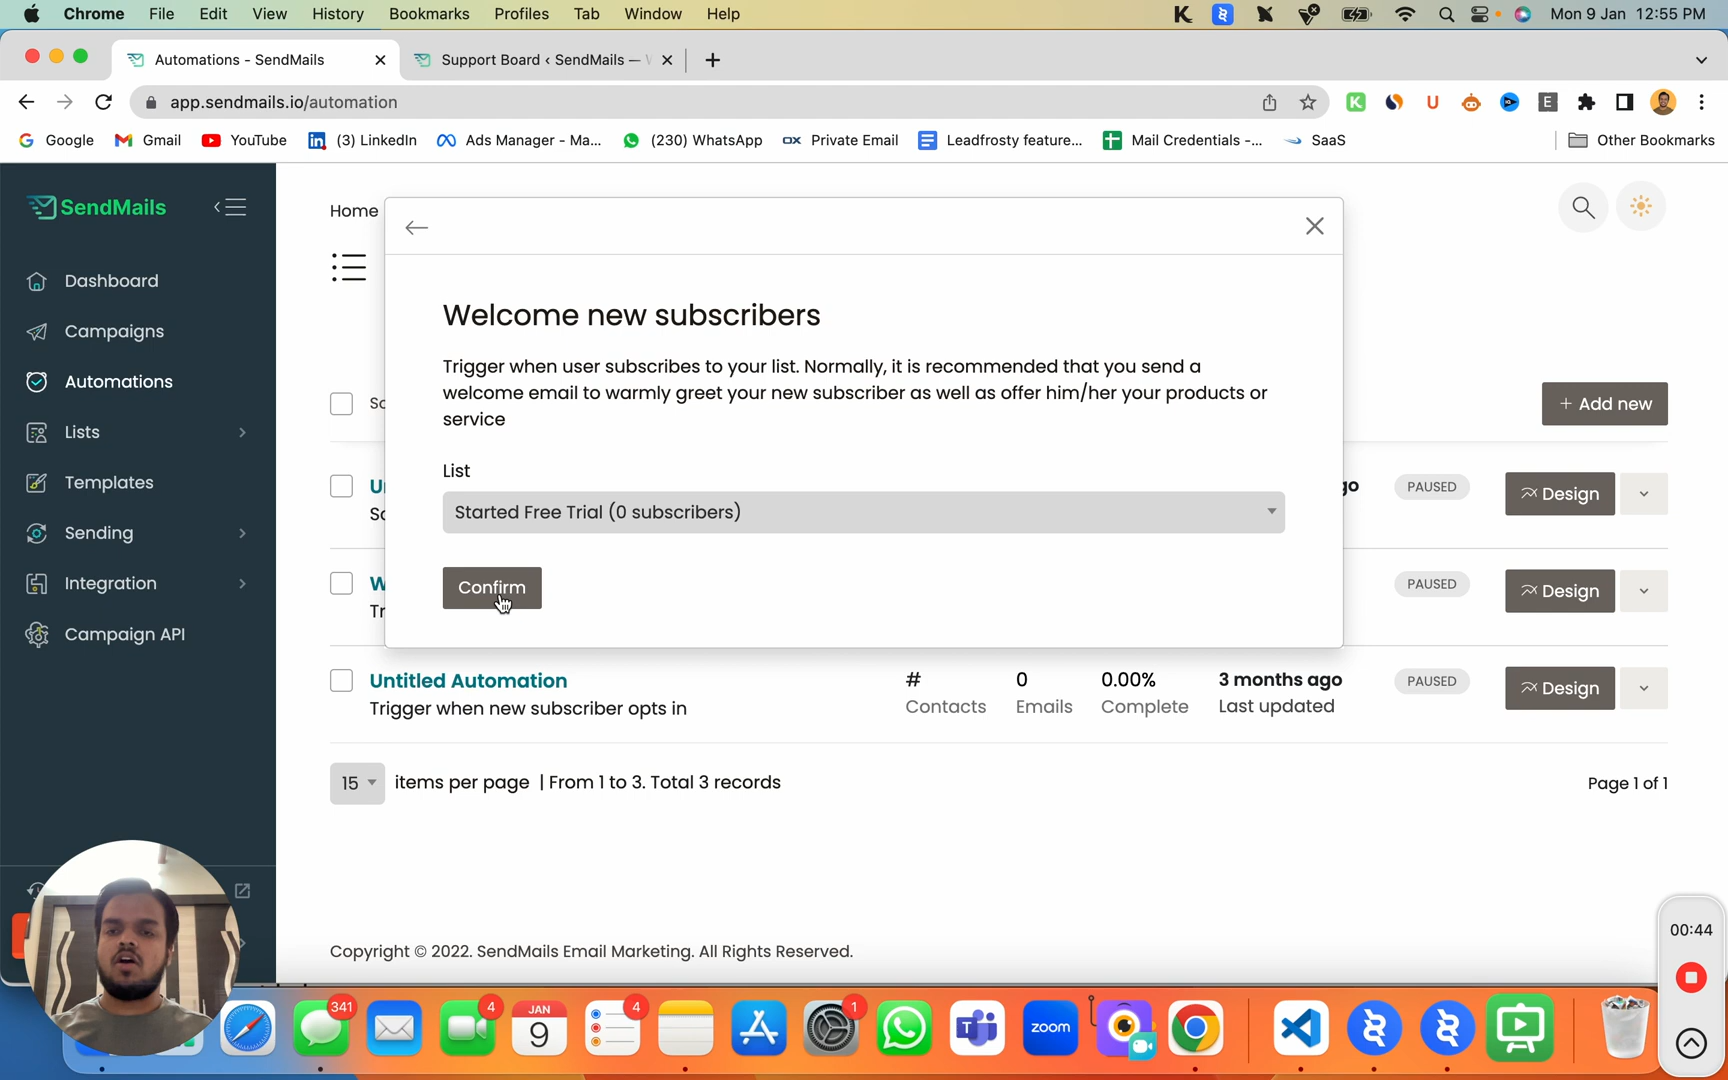 Chrome File Edit View History Bookmarks Profiles Tab Window Help Mon 9 Jan 12:55 PM
Automations - SendMails Support Board ‹ SendMails —
app.sendmails.io/automation
Google Gmail YouTube (3) LinkedIn Ads Manager - Ma... (230) WhatsApp Private Email Leadfrosty feature... Mail Credentials -... SaaS Other Bookmarks
SendMails
Dashboard
Campaigns
Automations
Lists
Templates
Sending
Integration
Campaign API
Home
Welcome new subscribers
Trigger when user subscribes to your list. Normally, it is recommended that you send a
welcome email to warmly greet your new subscriber as well as offer him/her your products or
service
List
Started Free Trial (0 subscribers)
Confirm
+ Add new
PAUSED Design
PAUSED Design
Untitled Automation # 0 0.00% 3 months ago PAUSED Design
Trigger when new subscriber opts in Contacts Emails Complete Last updated
15 items per page | From 1 to 3. Total 3 records Page 1 of 1
Copyright © 2022. SendMails Email Marketing. All Rights Reserved.
00:44
341 4 JAN 9 4 1 zoom